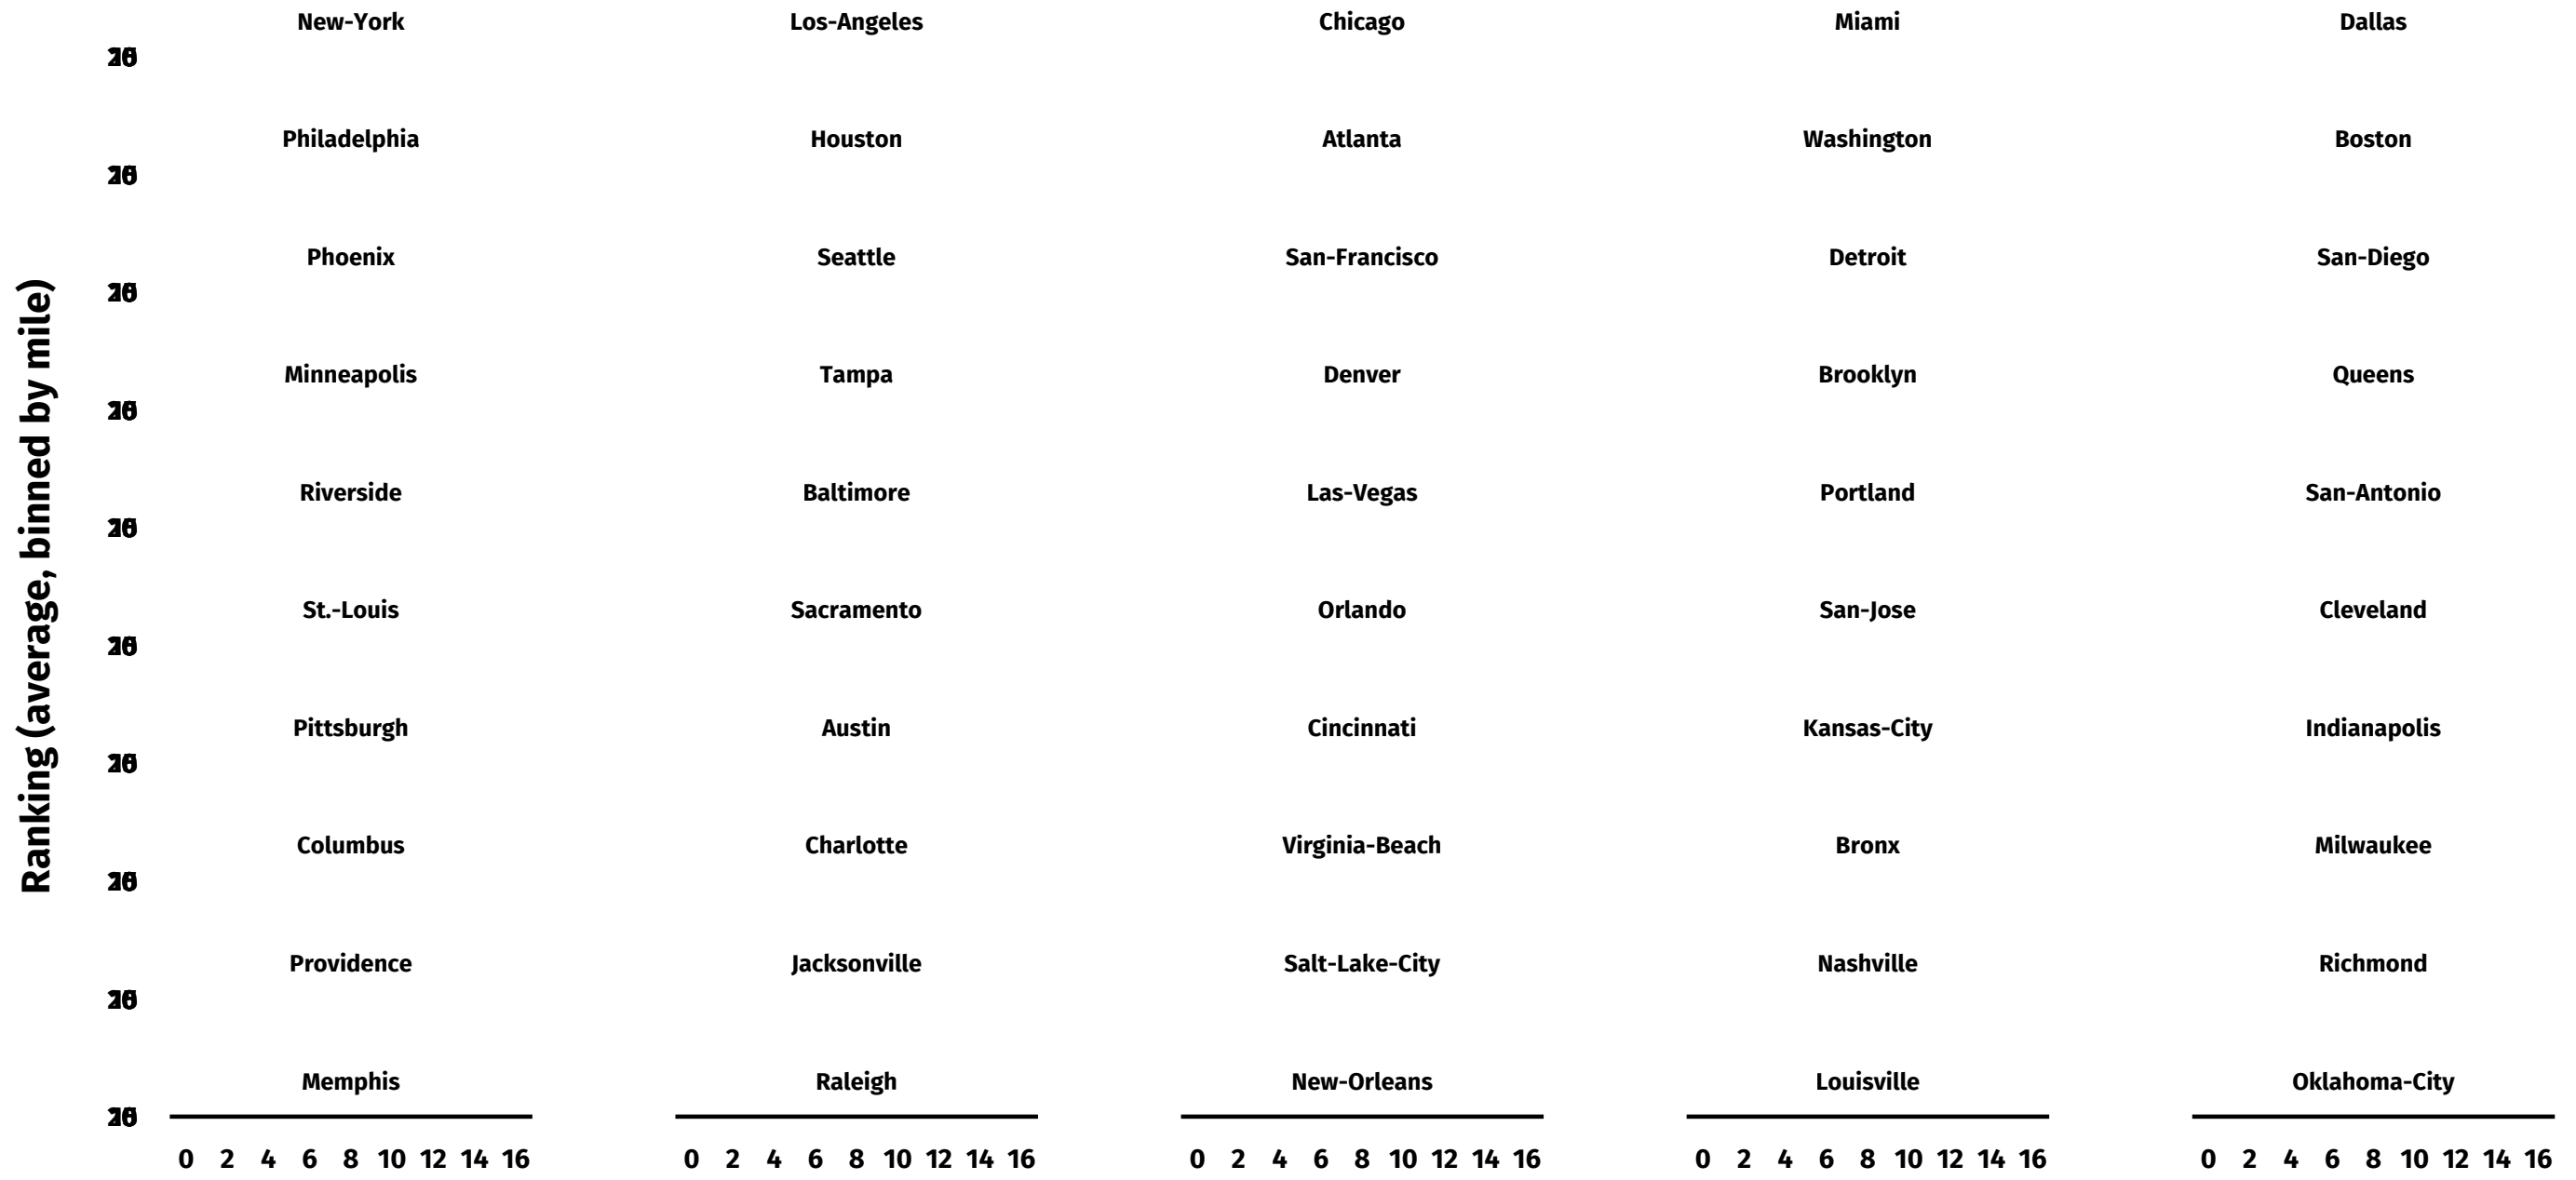 New-York Los-Angeles Chicago Miami Dallas
Philadelphia Houston Atlanta Washington Boston
Phoenix Seattle San-Francisco Detroit San-Diego
Minneapolis Tampa Denver Brooklyn Queens
Riverside Baltimore Las-Vegas Portland San-Antonio
St.-Louis Sacramento Orlando San-Jose Cleveland
Pittsburgh Austin Cincinnati Kansas-City Indianapolis
Columbus Charlotte Virginia-Beach Bronx Milwaukee
Providence Jacksonville Salt-Lake-City Nashville Richmond
Memphis Raleigh New-Orleans Louisville Oklahoma-City
0 2 4 6 8 10 12 14 16 0 2 4 6 8 10 12 14 16 0 2 4 6 8 10 12 14 16 0 2 4 6 8 10 12 14 16 0 2 4 6 8 10 12 14 16
Ranking (average, binned by mile)